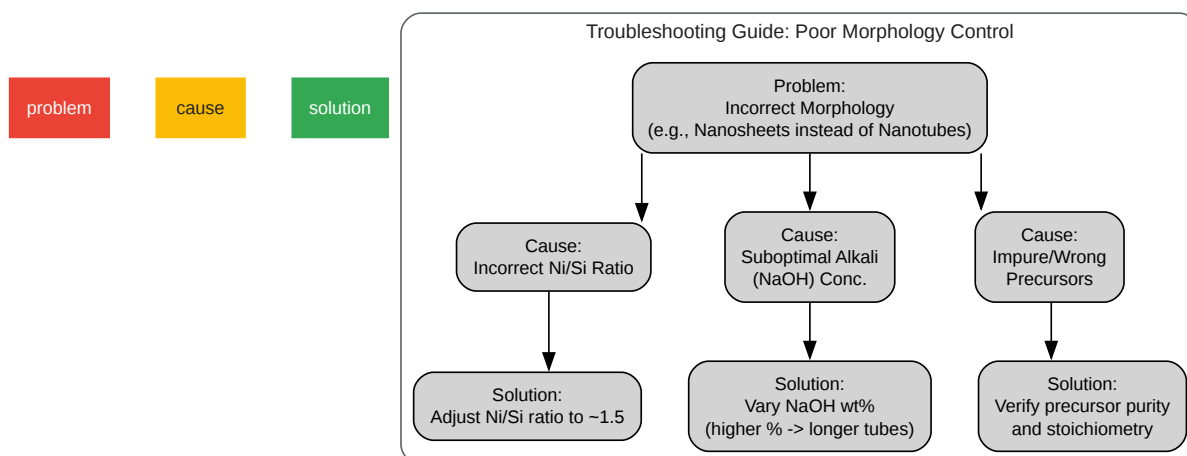 Troubleshooting Guide: Poor Morphology Control
problem
cause
solution
Problem:
Incorrect Morphology
(e.g., Nanosheets instead of Nanotubes)
Cause:
Incorrect Ni/Si Ratio
Cause:
Suboptimal Alkali
(NaOH) Conc.
Cause:
Impure/Wrong
Precursors
Solution:
Adjust Ni/Si ratio to ~1.5
Solution:
Vary NaOH wt%
(higher % -> longer tubes)
Solution:
Verify precursor purity
and stoichiometry